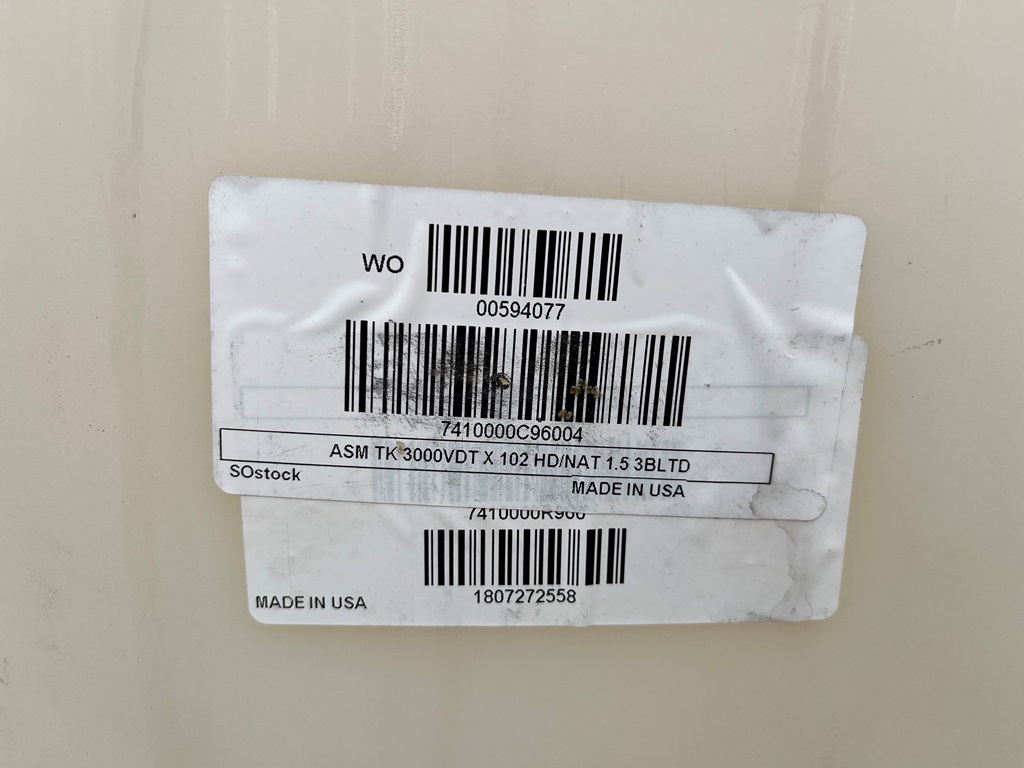 WO
00594077
7410000C96004
ASM TK 3000VDT X 102 HD/NAT 1.5 3BLTD
SOstock
MADE IN USA
7410000R900
1807272558
MADE IN USA